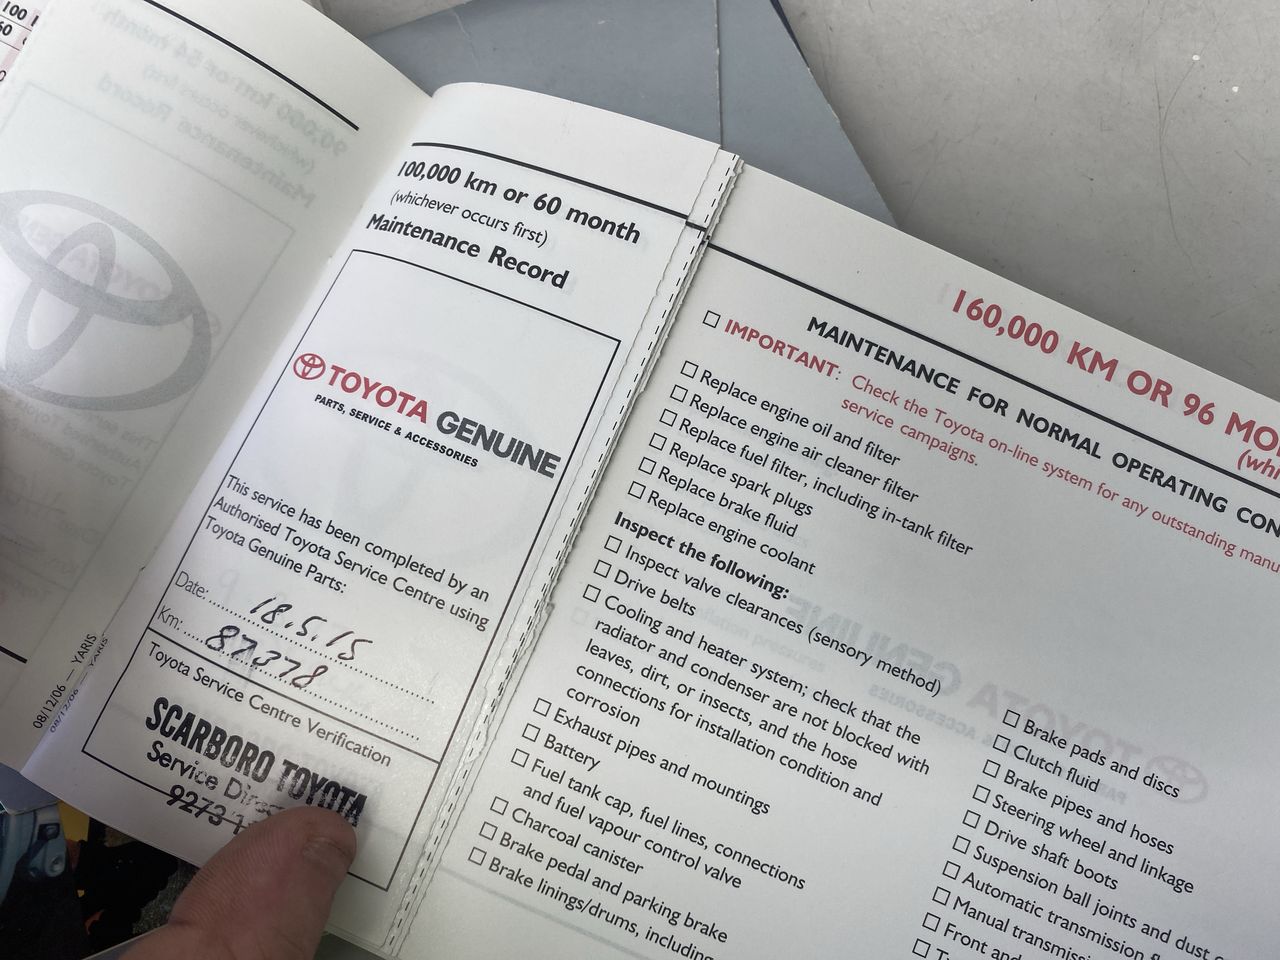 100
60
100,000 km or 60 month
(whichever occurs first)
Maintenance Record
TOYOTA GENUINE
PARTS, SERVICE & ACCESSORIES
This service has been completed by an
Authorised Toyota Service Centre using
Toyota Genuine Parts:
Date: 18.5.15
Km: 87378
Toyota Service Centre Verification
SCARBORO TOYOTA
Service
9273
08/12/06 — YARIS
160,000 KM OR 96
MAINTENANCE FOR NORMAL OPERATING
IMPORTANT: Check the Toyota on-line system for any outstanding
service campaigns.
Replace engine oil and filter
Replace engine air cleaner filter
Replace fuel filter, including in-tank filter
Replace spark plugs
Replace brake fluid
Replace engine coolant
Inspect the following:
Inspect valve clearances (sensory method)
Drive belts
Cooling and heater system; check that the
radiator and condenser are not blocked with
leaves, dirt, or insects, and the hose
connections for installation condition and
corrosion
Exhaust pipes and mountings
Battery
Fuel tank cap, fuel lines, connections
and fuel vapour control valve
Charcoal canister
Brake pedal and parking brake
Brake linings/drums, including
Brake pads and discs
Clutch fluid
Brake pipes and hoses
Steering wheel and linkage
Drive shaft boots
Suspension ball joints and dust
Automatic transmission
Manual
Front and